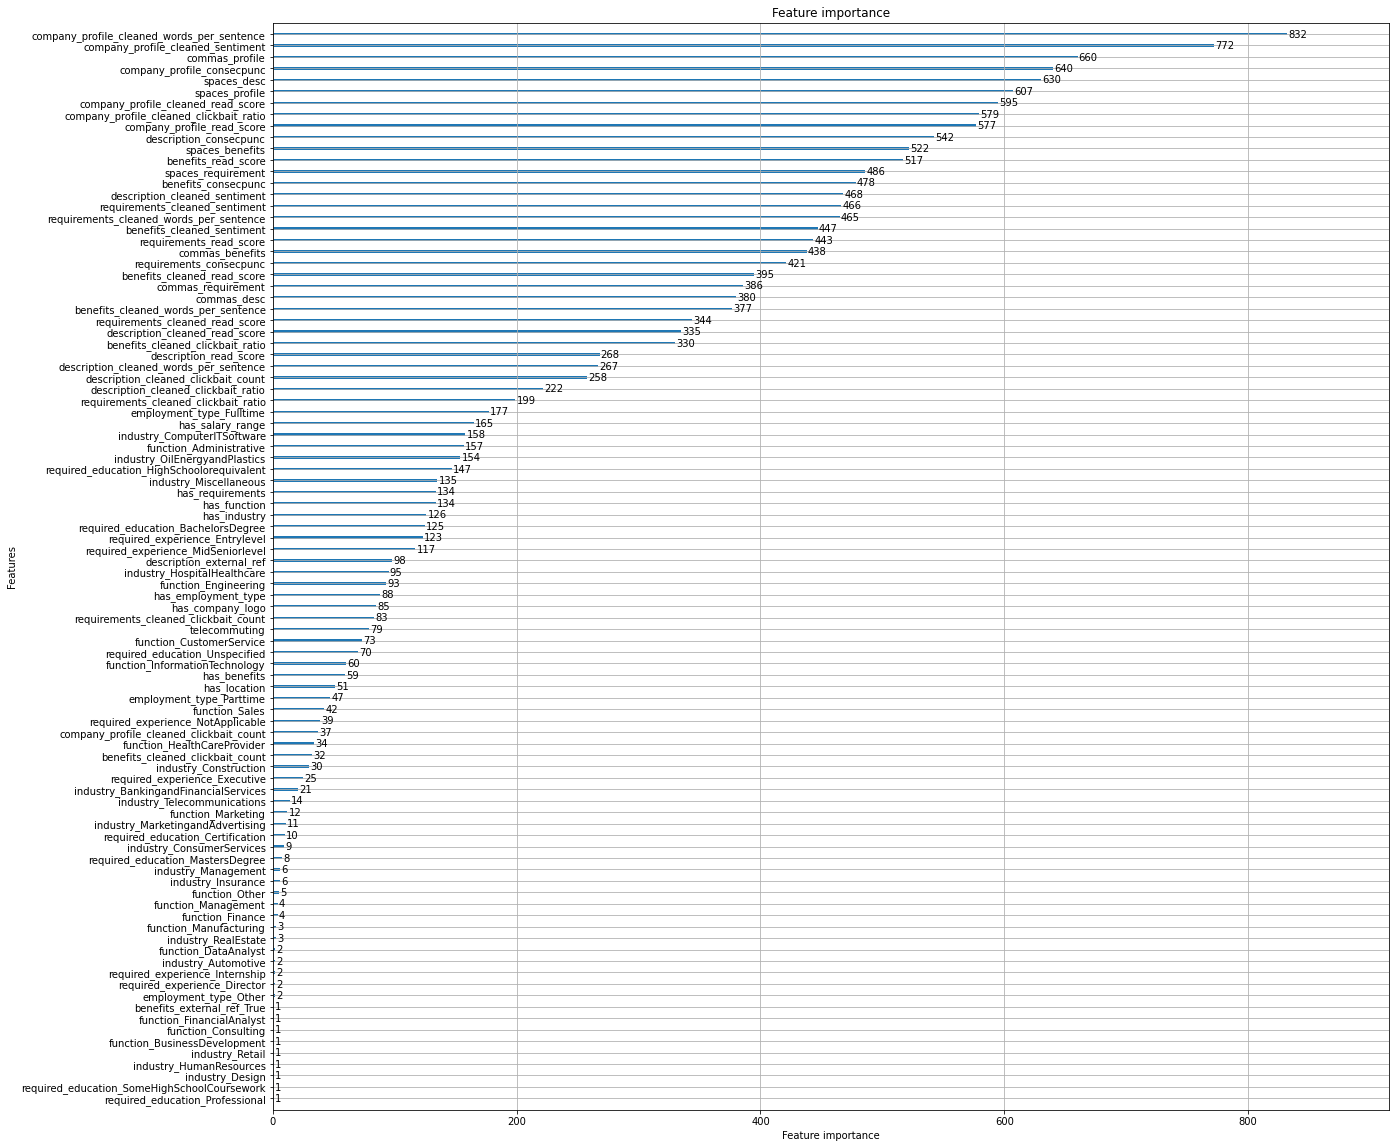 Feature importance
company_profile_cleaned_words_per_sentence 832
company_profile_cleaned_sentiment 772
commas_profile 660
company_profile_consecpunc 640
spaces_desc 630
spaces_profile 607
company_profile_cleaned_read_score 595
company_profile_cleaned_clickbait_ratio 579
company_profile_read_score 577
description_consecpunc 542
spaces_benefits 522
benefits_read_score 517
spaces_requirement 486
benefits_consecpunc 478
description_cleaned_sentiment 468
requirements_cleaned_sentiment 466
requirements_cleaned_words_per_sentence 465
benefits_cleaned_sentiment 447
requirements_read_score 443
commas_benefits 438
requirements_consecpunc 421
benefits_cleaned_read_score 395
commas_requirement 386
commas_desc 380
benefits_cleaned_words_per_sentence 377
requirements_cleaned_read_score 344
description_cleaned_read_score 335
benefits_cleaned_clickbait_ratio 330
description_read_score 268
description_cleaned_words_per_sentence 267
description_cleaned_clickbait_count 258
description_cleaned_clickbait_ratio 222
requirements_cleaned_clickbait_ratio 199
employment_type_Fulltime 177
has_salary_range 165
industry_ComputerITSoftware 158
function_Administrative 157
industry_OilEnergyandPlastics 154
required_education_HighSchoolorequivalent 147
industry_Miscellaneous 135
has_requirements 134
has_function 134
has_industry 126
required_education_BachelorsDegree 125
required_experience_Entrylevel 123
required_experience_MidSeniorlevel 117
description_external_ref 98
industry_HospitalHealthcare 95
function_Engineering 93
has_employment_type 88
has_company_logo 85
requirements_cleaned_clickbait_count 83
telecommuting 79
function_CustomerService 73
required_education_Unspecified 70
function_InformationTechnology 60
has_benefits 59
has_location 51
employment_type_Parttime 47
function_Sales 42
required_experience_NotApplicable 39
company_profile_cleaned_clickbait_count 37
function_HealthCareProvider 34
benefits_cleaned_clickbait_count 32
industry_Construction 30
required_experience_Executive 25
industry_BankingandFinancialServices 21
industry_Telecommunications 14
function_Marketing 12
industry_MarketingandAdvertising 11
required_education_Certification 10
industry_ConsumerServices 9
required_education_MastersDegree 8
industry_Management 6
industry_Insurance 6
function_Other 5
function_Management 4
function_Finance 4
function_Manufacturing 3
industry_RealEstate 3
function_DataAnalyst 2
industry_Automotive 2
required_experience_Internship 2
required_experience_Director 2
employment_type_Other 2
benefits_external_ref_True 1
function_FinancialAnalyst 1
function_Consulting 1
function_BusinessDevelopment 1
industry_Retail 1
industry_HumanResources 1
industry_Design 1
required_education_SomeHighSchoolCoursework 1
required_education_Professional 1
Features
0 200 400 600 800
Feature importance